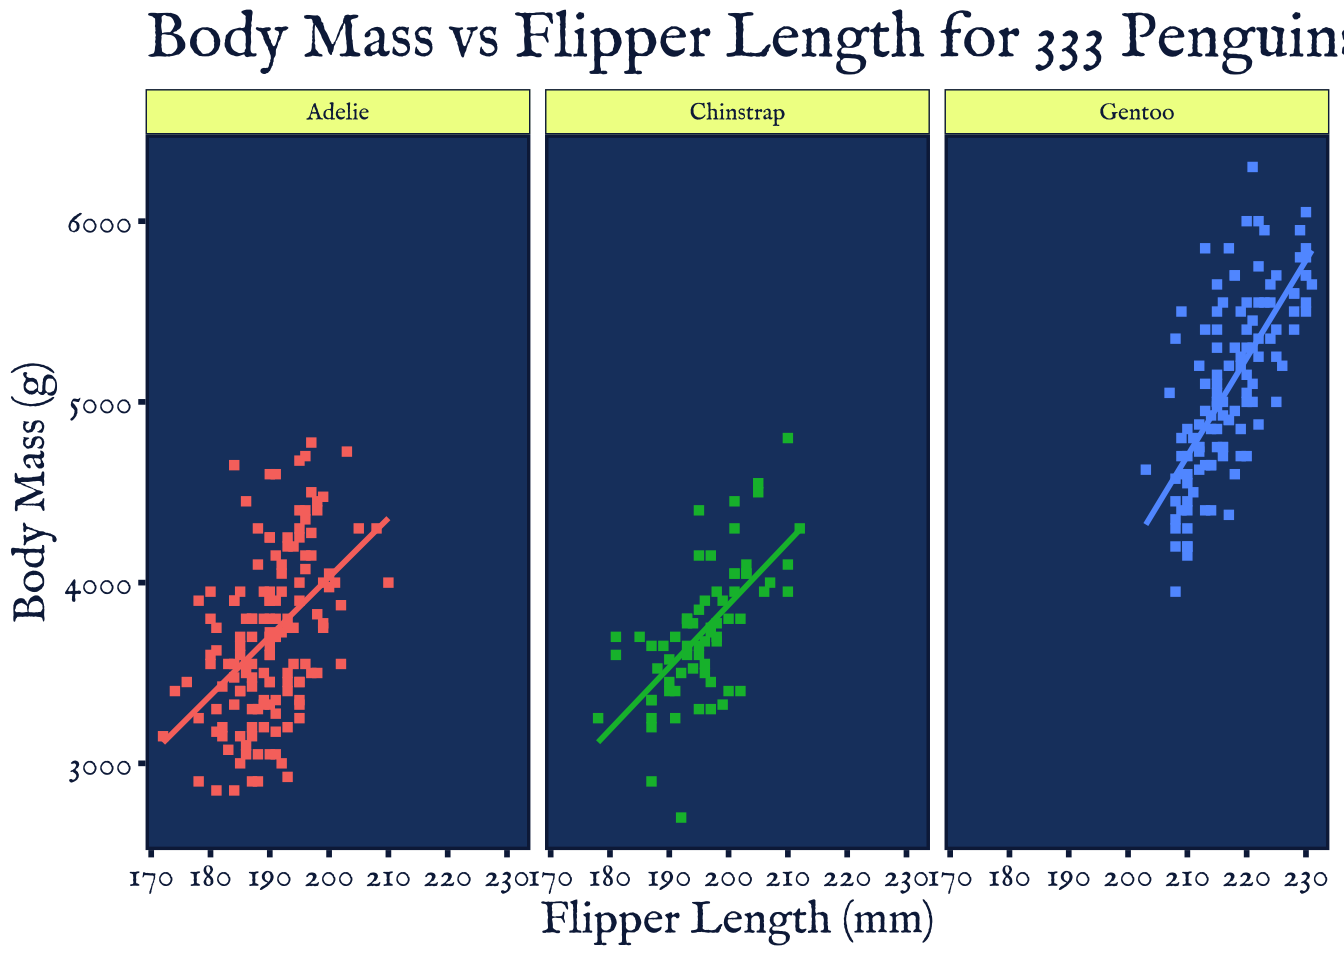 Body Mass vs Flipper Length for 333 Penguins
Adelie
Chinstrap
Gentoo
Body Mass (g)
6000
5000
4000
3000
170 180 190 200 210 220 230
170 180 190 200 210 220 230
170 180 190 200 210 220 230
Flipper Length (mm)